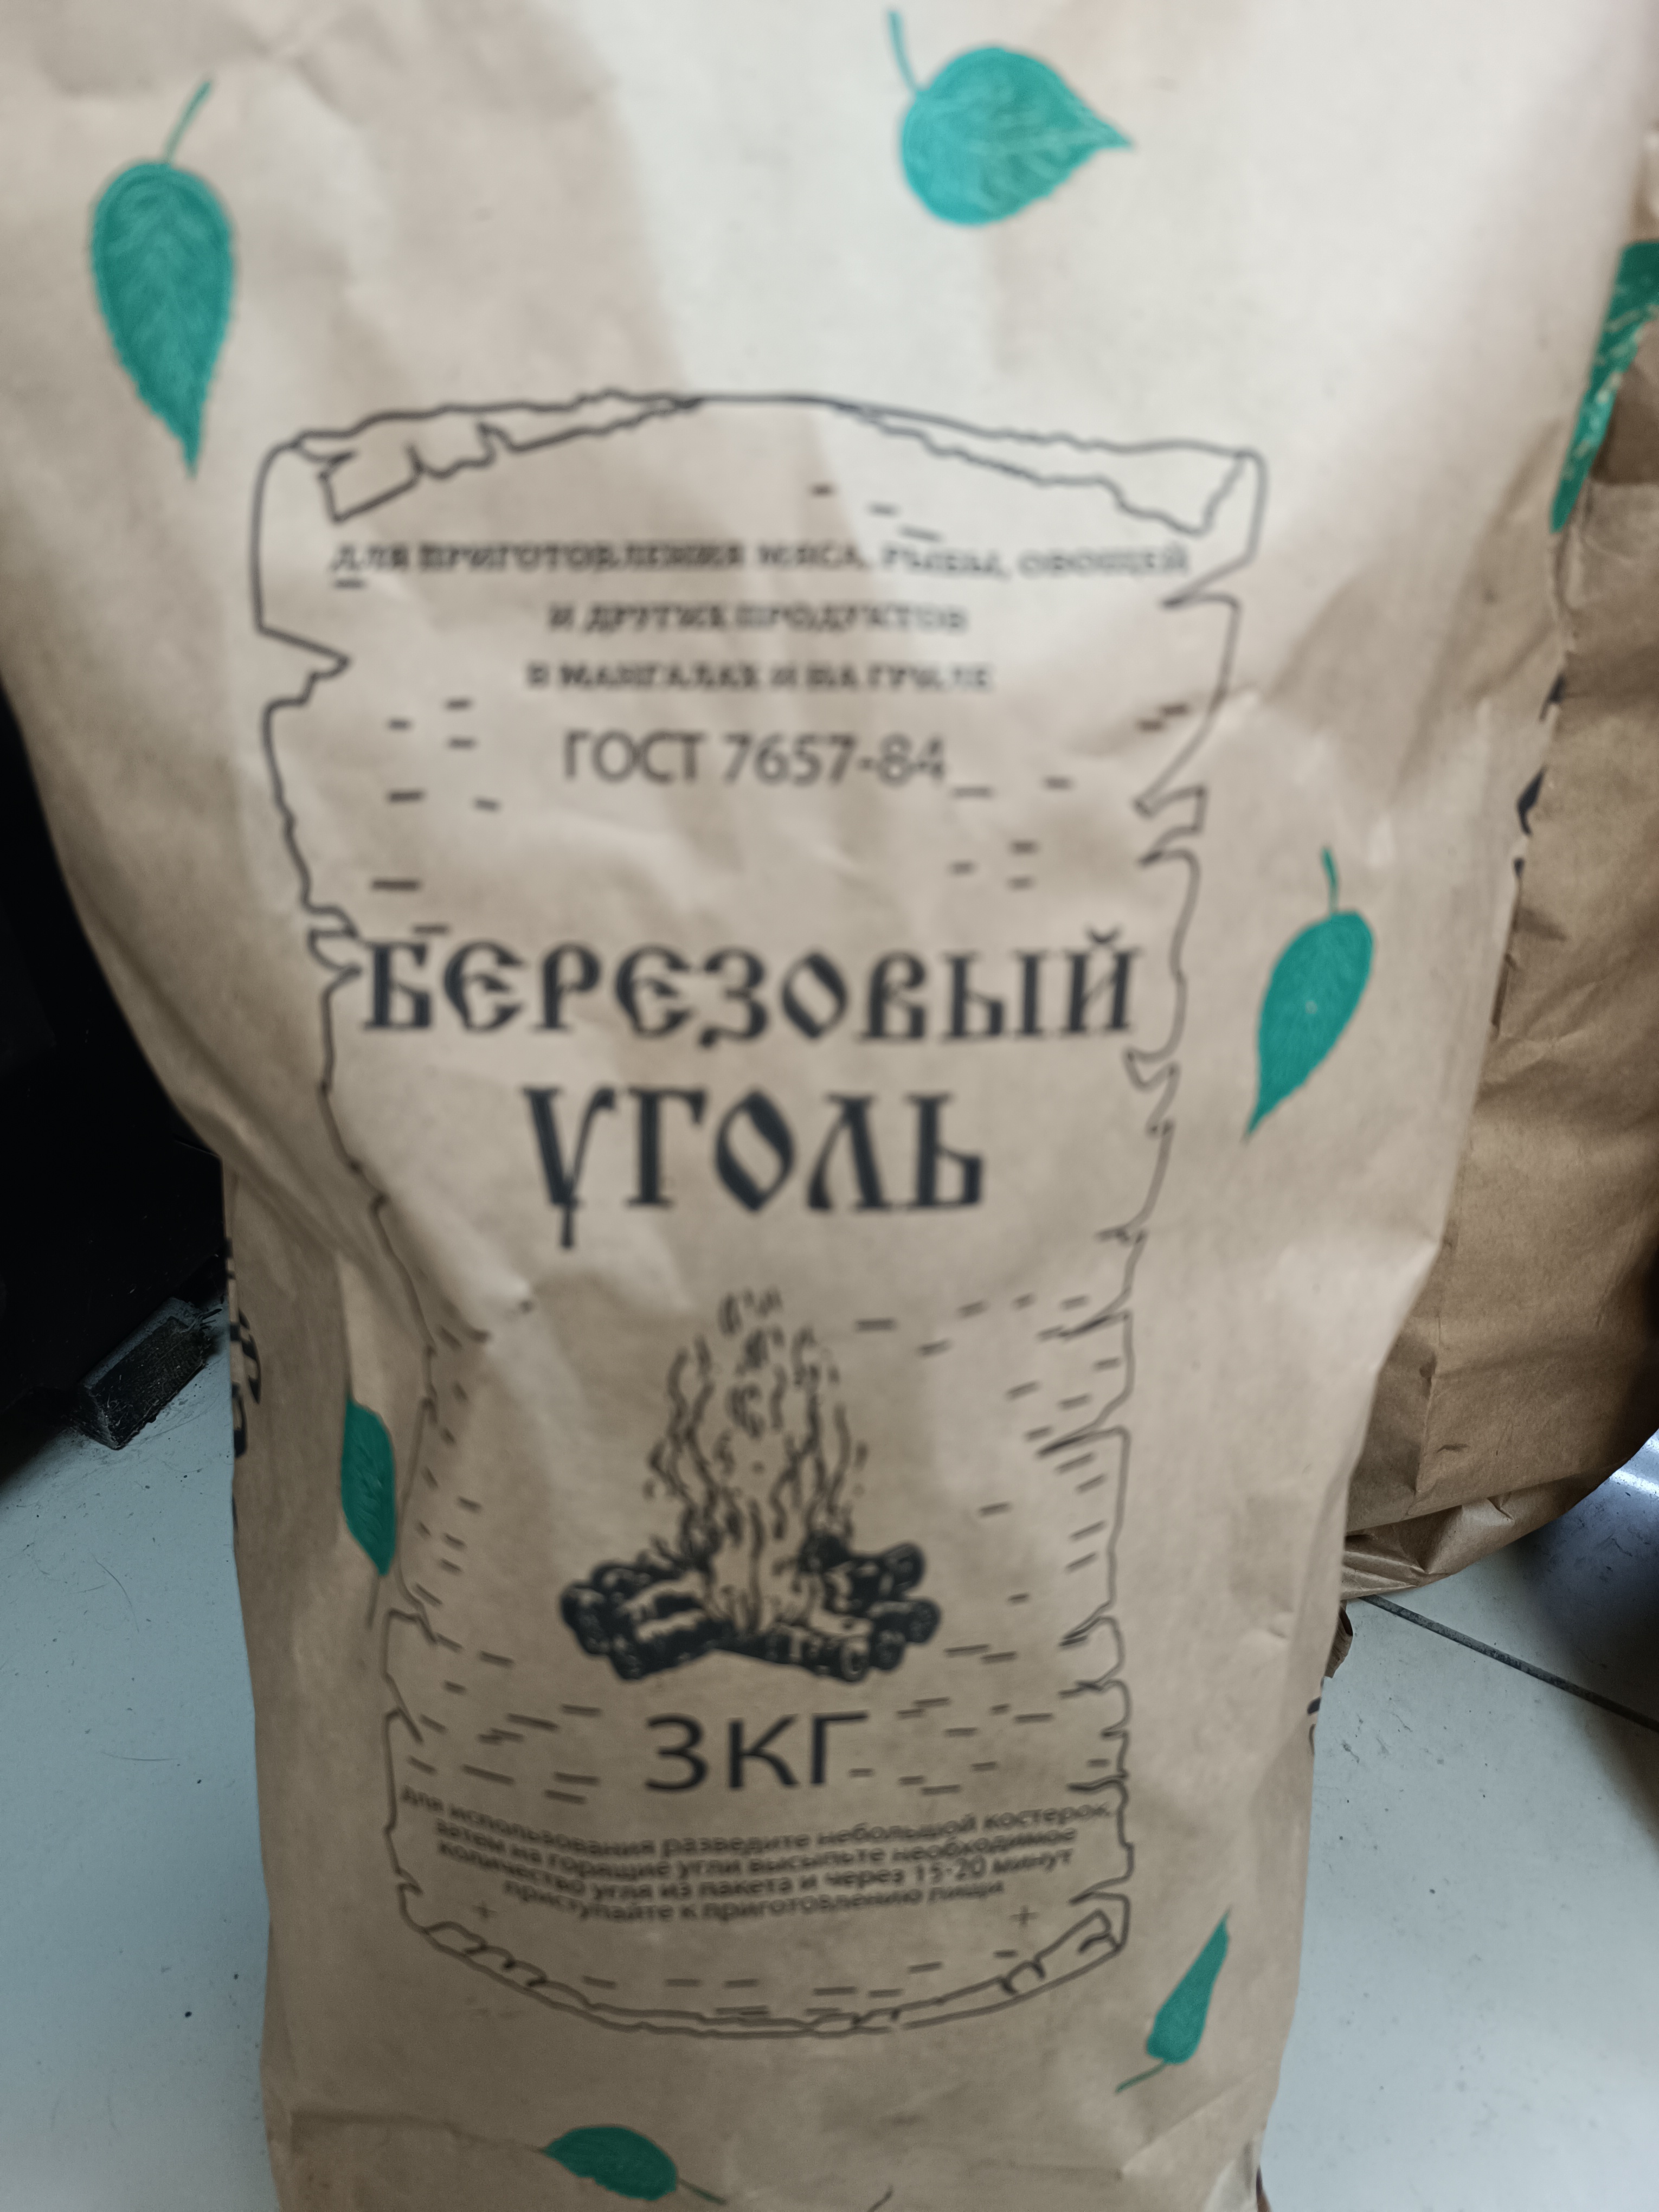 ДЛЯ ПРИГОТОВЛЕНИЯ МЯСА, РЫБЫ, ОВОЩЕЙ
И ДРУГИХ ПРОДУКТОВ
В МАНГАЛАХ И НА ГРИЛЕ
ГОСТ 7657-84
БЕРЕЗОВЫЙ
УГОЛЬ
3КГ
Для использования разведите небольшой костерок,
затем на горящие угли высыпьте необходимое
количество угля из пакета и через 15-20 минут
приступайте к приготовлению пищи